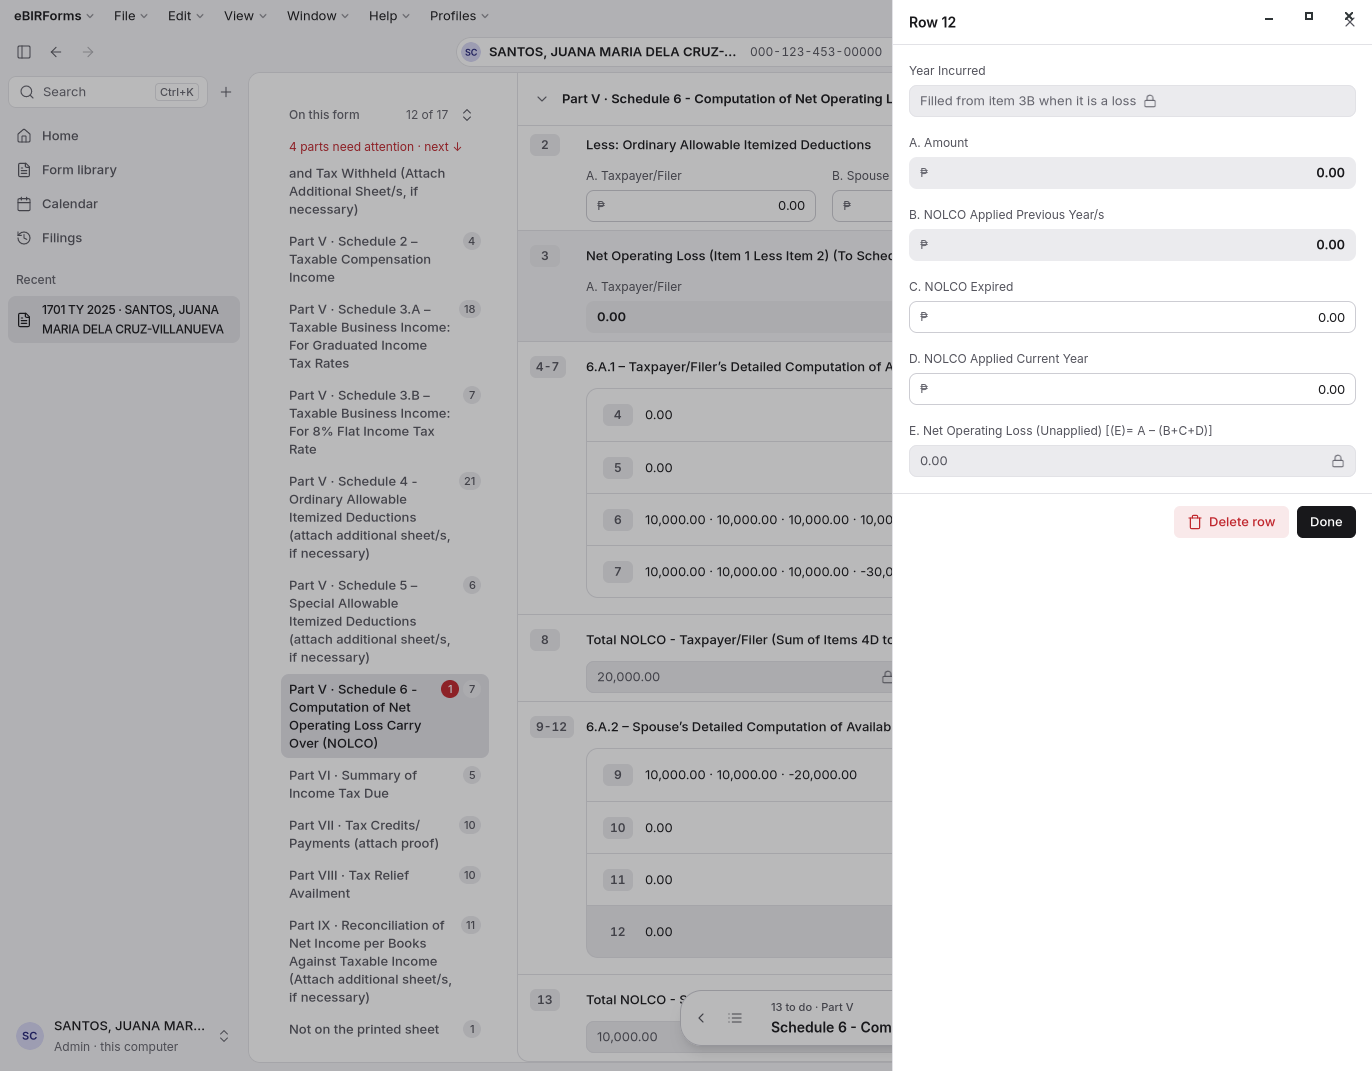 eBIRForms File Edit View Window Help Profiles
SC SANTOS, JUANA MARIA DELA CRUZ-... 000-123-453-00000
Search Ctrl+K
Home
Form library
Calendar
Filings
Recent
1701 TY 2025 · SANTOS, JUANA
MARIA DELA CRUZ-VILLANUEVA
SC SANTOS, JUANA MAR...
Admin · this computer
On this form 12 of 17
4 parts need attention · next ↓
and Tax Withheld (Attach
Additional Sheet/s, if
necessary)
Part V · Schedule 2 – 4
Taxable Compensation
Income
Part V · Schedule 3.A – 18
Taxable Business Income:
For Graduated Income
Tax Rates
Part V · Schedule 3.B – 7
Taxable Business Income:
For 8% Flat Income Tax
Rate
Part V · Schedule 4 - 21
Ordinary Allowable
Itemized Deductions
(attach additional sheet/s,
if necessary)
Part V · Schedule 5 – 6
Special Allowable
Itemized Deductions
(attach additional sheet/s,
if necessary)
Part V · Schedule 6 - 1 7
Computation of Net
Operating Loss Carry
Over (NOLCO)
Part VI · Summary of 5
Income Tax Due
Part VII · Tax Credits/ 10
Payments (attach proof)
Part VIII · Tax Relief 10
Availment
Part IX · Reconciliation of 11
Net Income per Books
Against Taxable Income
(Attach additional sheet/s,
if necessary)
Not on the printed sheet 1
Part V · Schedule 6 - Computation of Net Operating L
2 Less: Ordinary Allowable Itemized Deductions
A. Taxpayer/Filer B. Spouse
₱ 0.00 ₱
3 Net Operating Loss (Item 1 Less Item 2) (To Sched
A. Taxpayer/Filer
0.00
4-7 6.A.1 – Taxpayer/Filer's Detailed Computation of A
4 0.00
5 0.00
6 10,000.00 · 10,000.00 · 10,000.00 · 10,00
7 10,000.00 · 10,000.00 · 10,000.00 · -30,0
8 Total NOLCO - Taxpayer/Filer (Sum of Items 4D to
20,000.00
9-12 6.A.2 – Spouse's Detailed Computation of Availab
9 10,000.00 · 10,000.00 · -20,000.00
10 0.00
11 0.00
12 0.00
13 Total NOLCO - S
10,000.00
13 to do · Part V
Schedule 6 - Com
Row 12
Year Incurred
Filled from item 3B when it is a loss
A. Amount
₱ 0.00
B. NOLCO Applied Previous Year/s
₱ 0.00
C. NOLCO Expired
₱ 0.00
D. NOLCO Applied Current Year
₱ 0.00
E. Net Operating Loss (Unapplied) [(E)= A – (B+C+D)]
0.00
Delete row Done